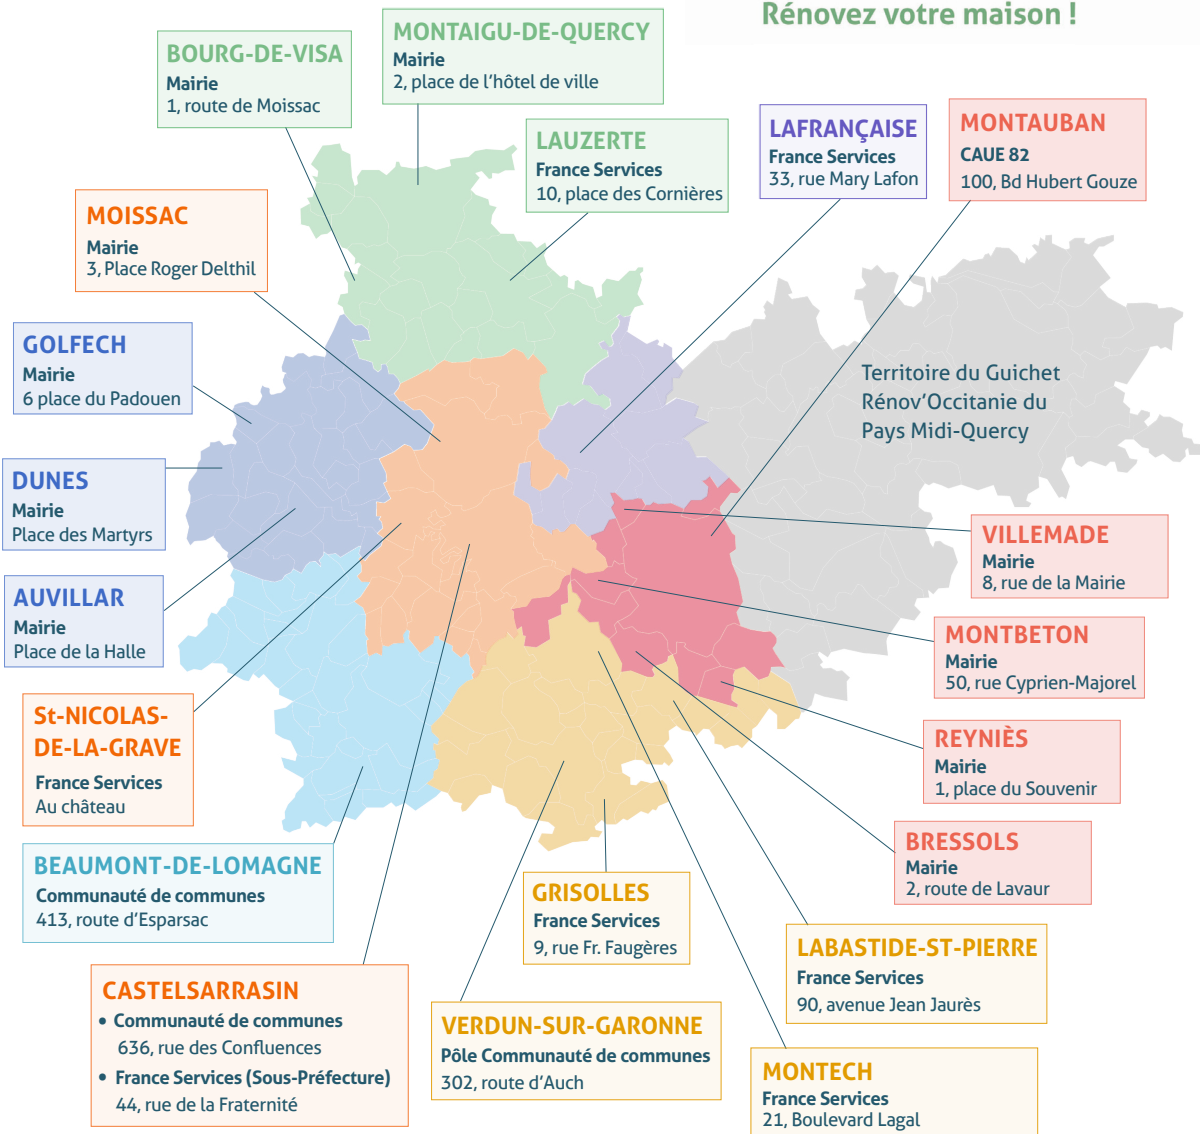 Rénovez votre maison !
MONTAIGU-DE-QUERCY
Mairie
2, place de l'hôtel de ville
BOURG-DE-VISA
Mairie
1, route de Moissac
LAUZERTE
France Services
10, place des Cornières
LAFRANÇAISE
France Services
33, rue Mary Lafon
MONTAUBAN
CAUE 82
100, Bd Hubert Gouze
MOISSAC
Mairie
3, Place Roger Delthil
GOLFECH
Mairie
6 place du Padouen
Territoire du Guichet
Rénov'Occitanie du
Pays Midi-Quercy
DUNES
Mairie
Place des Martyrs
VILLEMADE
Mairie
8, rue de la Mairie
AUVILLAR
Mairie
Place de la Halle
MONTBETON
Mairie
50, rue Cyprien-Majorel
St-NICOLAS-
DE-LA-GRAVE
France Services
Au château
REYNIÈS
Mairie
1, place du Souvenir
BRESSOLS
Mairie
2, route de Lavaur
BEAUMONT-DE-LOMAGNE
Communauté de communes
413, route d'Esparsac
GRISOLLES
France Services
9, rue Fr. Faugères
LABASTIDE-ST-PIERRE
France Services
90, avenue Jean Jaurès
CASTELSARRASIN
• Communauté de communes
636, rue des Confluences
• France Services (Sous-Préfecture)
44, rue de la Fraternité
VERDUN-SUR-GARONNE
Pôle Communauté de communes
302, route d'Auch
MONTECH
France Services
21, Boulevard Lagal